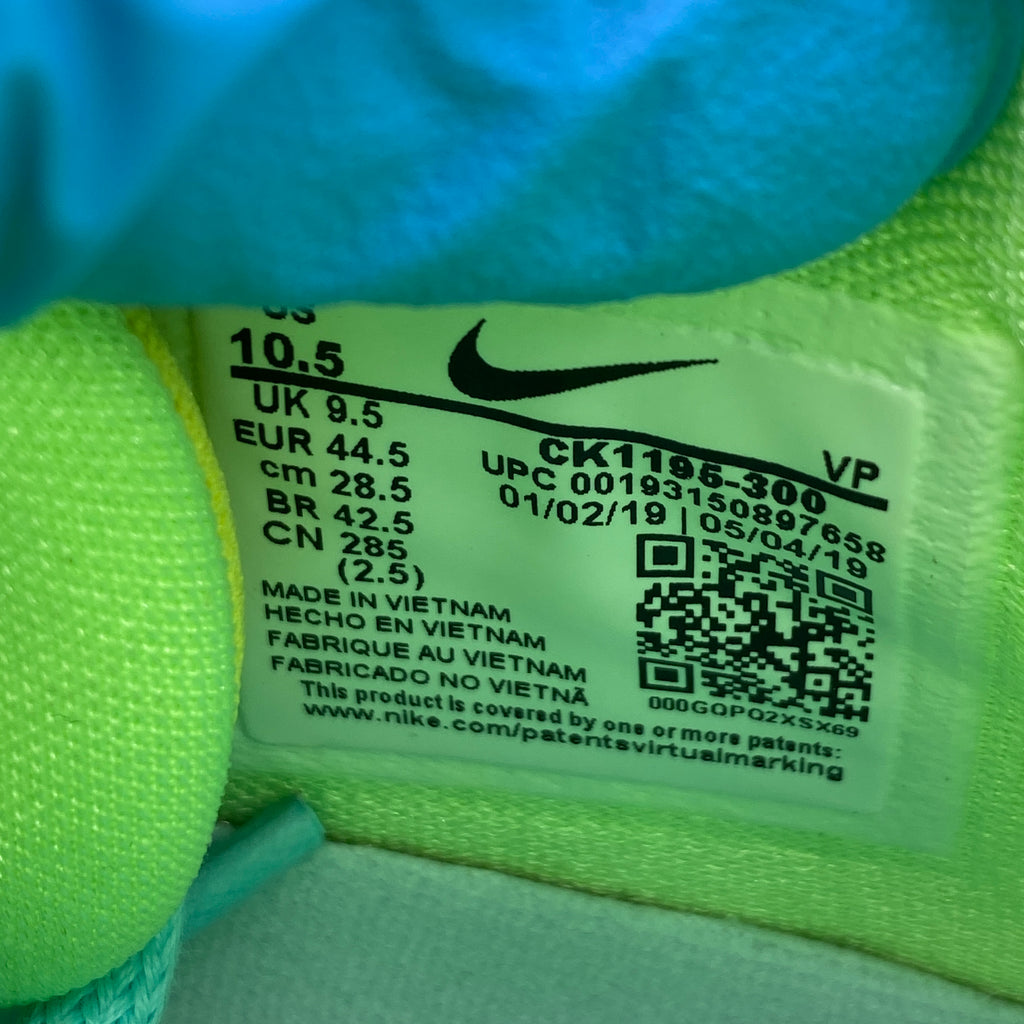 US
10.5
UK 9.5
EUR 44.5
cm 28.5
BR 42.5
CN 285
(2.5)
VP
CK1195-300
UPC 00193150897658
01/02/19 | 05/04/19
MADE IN VIETNAM
HECHO EN VIETNAM
FABRIQUE AU VIETNAM
FABRICADO NO VIETNÃ
000GQPQ2XSX69
This product is covered by one or more patents:
www.nike.com/patentsvirtualmarking